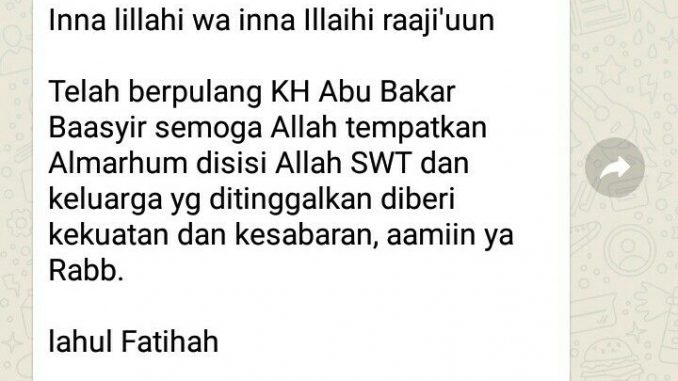 Inna lillahi wa inna Illaihi raaji'uun
Telah berpulang KH Abu Bakar
Baasyir semoga Allah tempatkan
Almarhum disisi Allah SWT dan
keluarga yg ditinggalkan diberi
kekuatan dan kesabaran, aamiin ya
Rabb.
lahul Fatihah